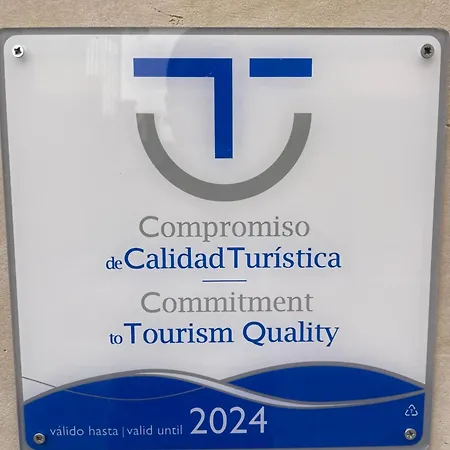 Compromiso
de Calidad Turística
Commitment
to Tourism Quality
válido hasta | valid until 2024